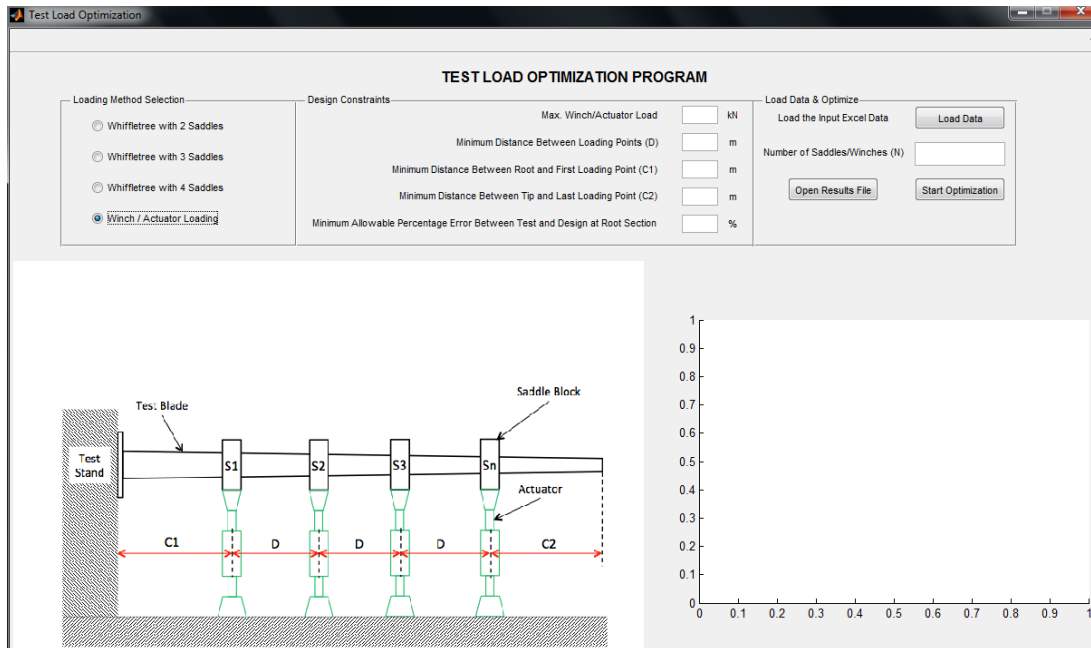 Test Load Optimization
TEST LOAD OPTIMIZATION PROGRAM
Loading Method Selection
Whiffletree with 2 Saddles
Whiffletree with 3 Saddles
Whiffletree with 4 Saddles
Winch / Actuator Loading
Design Constraints
Max. Winch/Actuator Load kN
Minimum Distance Between Loading Points (D) m
Minimum Distance Between Root and First Loading Point (C1) m
Minimum Distance Between Tip and Last Loading Point (C2) m
Minimum Allowable Percentage Error Between Test and Design at Root Section %
Load Data & Optimize
Load the Input Excel Data Load Data
Number of Saddles/Winches (N)
Open Results File Start Optimization
Test Blade
Saddle Block
Test
Stand
S1 S2 S3 Sn
Actuator
C1 D D D C2
1
0.9
0.8
0.7
0.6
0.5
0.4
0.3
0.2
0.1
0
0 0.1 0.2 0.3 0.4 0.5 0.6 0.7 0.8 0.9 1